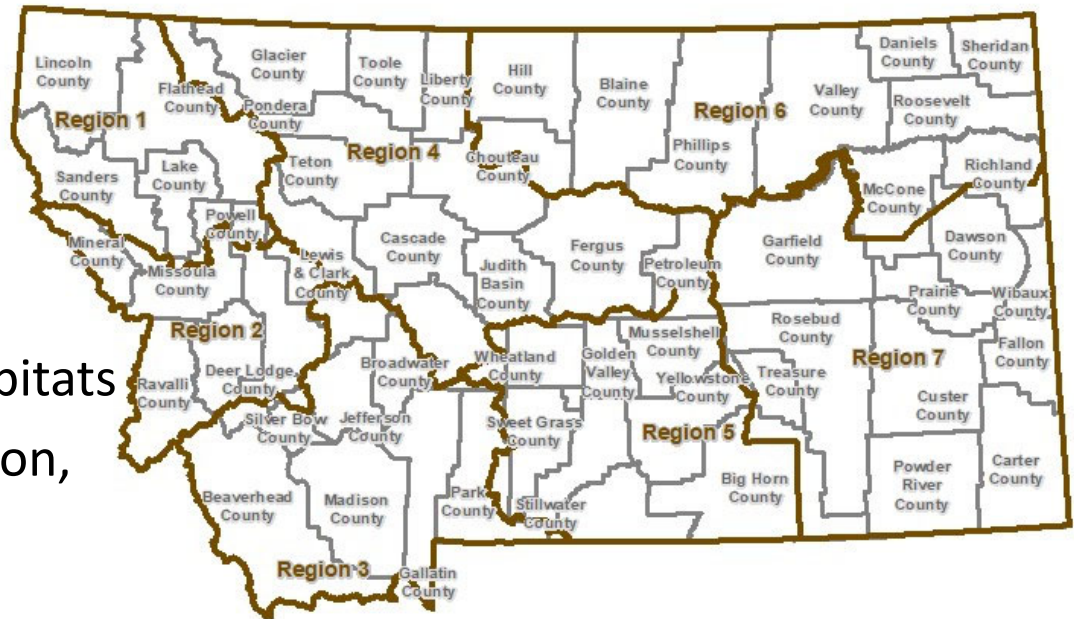 Lincoln
County
Flathead
County
Glacier
County
Toole
County
Liberty
County
Hill
County
Blaine
County
Phillips
County
Valley
County
Daniels
County
Sheridan
County
Roosevelt
County
Region 1
Pondera
County
Region 4
Chouteau
County
Region 6
Sanders
County
Lake
County
Teton
County
McCone
County
Richland
County
Mineral
County
Powell
County
Missoula
County
Lewis
& Clark
County
Cascade
County
Judith
Basin
County
Fergus
County
Petroleum
County
Garfield
County
Dawson
County
Prairie
County
Wibaux
County
Region 2
Ravalli
County
Deer Lodge
County
Broadwater
County
Wheatland
County
Golden
Valley
County
Musselshell
County
Rosebud
County
Treasure
County
Region 7
Fallon
County
Custer
County
bitats
on,
Silver Bow
County
Jefferson
County
Sweet Grass
County
Yellowstone
County
Region 5
Beaverhead
County
Madison
County
Park
County
Stillwater
County
Big Horn
County
Powder
River
County
Carter
County
Region 3
Gallatin
County